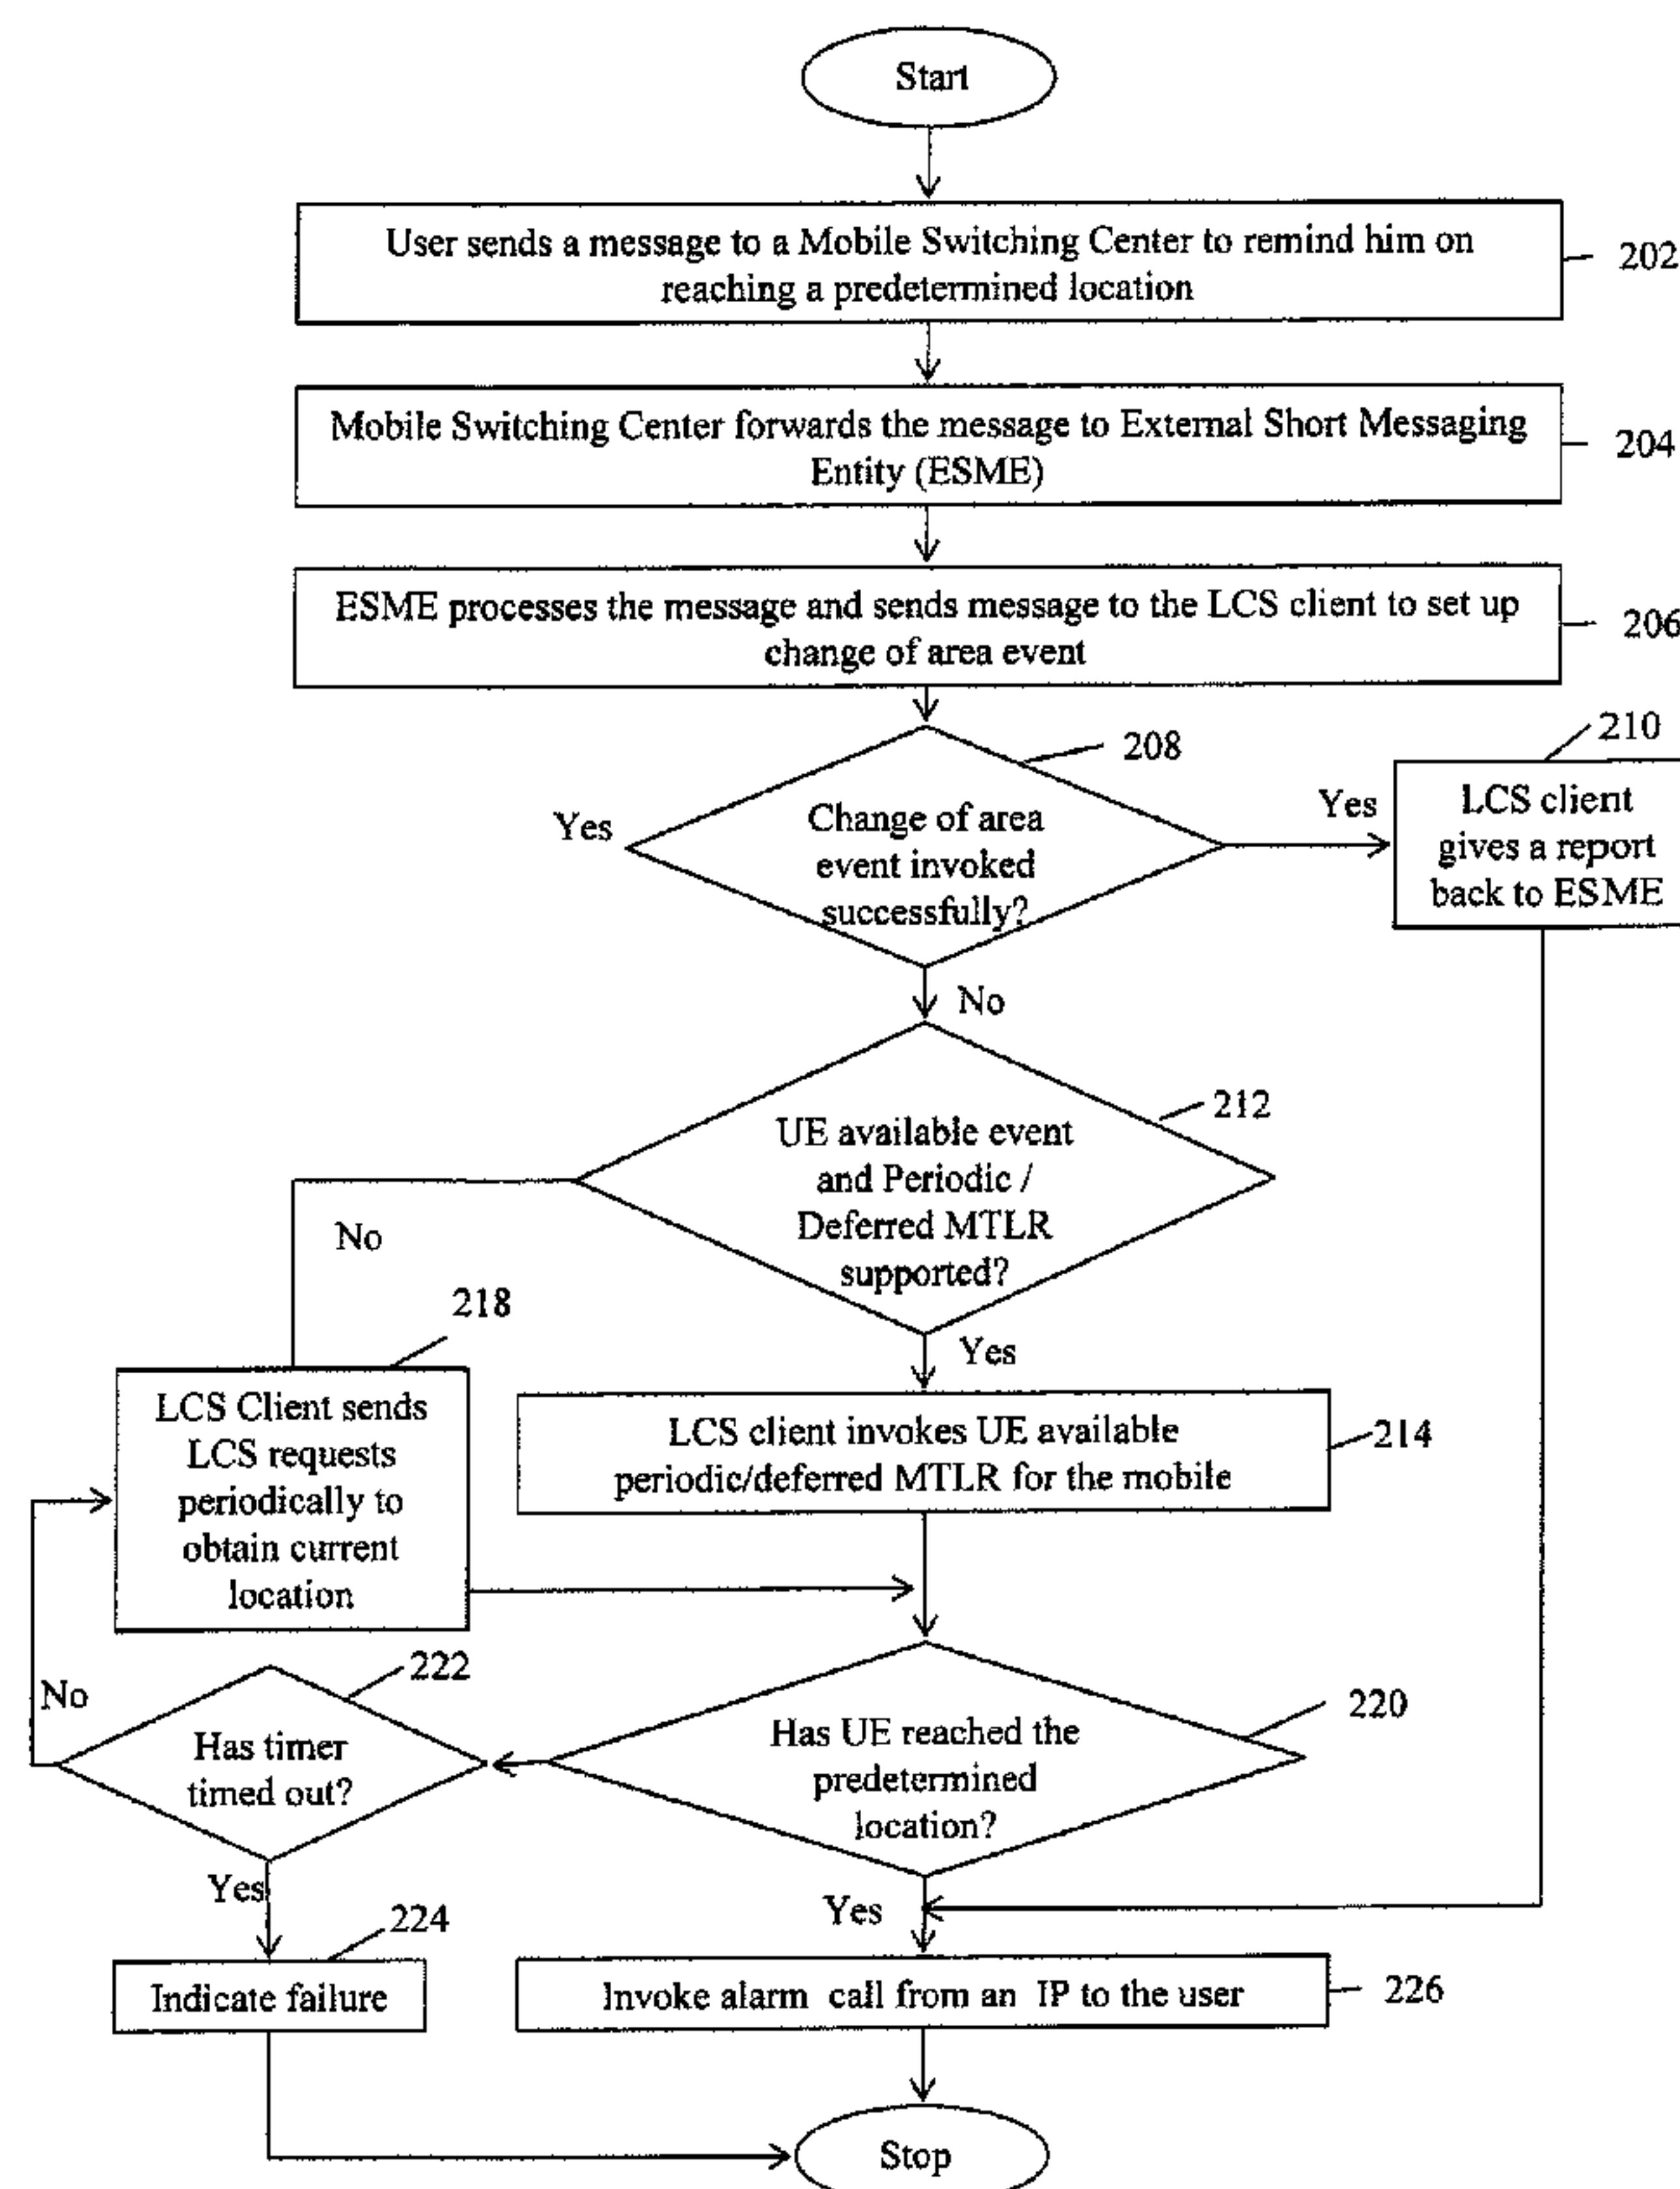 Start
User sends a message to a Mobile Switching Center to remind him on
reaching a predetermined location
202
Mobile Switching Center forwards the message to External Short Messaging
Entity (ESME)
204
ESME processes the message and sends message to the LCS client to set up
change of area event
206
208
210
Yes
Change of area
event invoked
successfully?
Yes
LCS client
gives a report
back to ESME
No
212
UE available event
and Periodic /
Deferred MTLR
supported?
No
218
Yes
LCS Client sends
LCS requests
periodically to
obtain current
location
LCS client invokes UE available
periodic/deferred MTLR for the mobile
214
222
No
Has timer
timed out?
220
Has UE reached the
predetermined
location?
Yes
224
Yes
Indicate failure
Invoke alarm call from an IP to the user
226
Stop